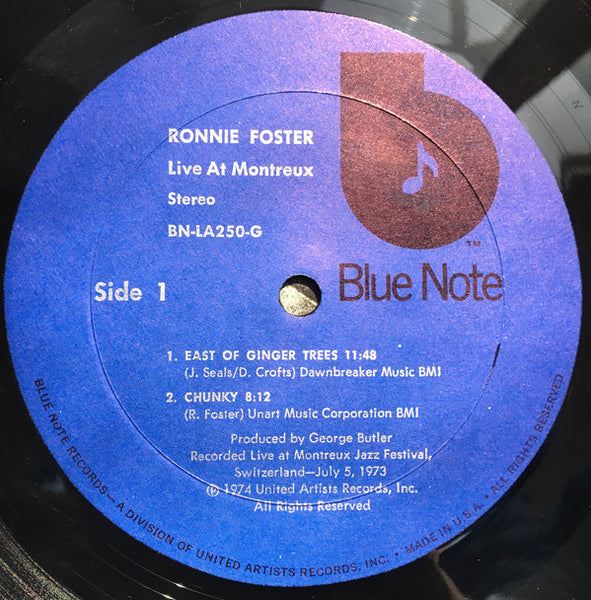 RONNIE FOSTER
Live At Montreux
Stereo
BN-LA250-G
b
TM
Blue Note
Side 1
1. EAST OF GINGER TREES 11:48
(J. Seals/D. Crofts) Dawnbreaker Music BMI
2. CHUNKY 8:12
(R. Foster) Unart Music Corporation BMI
Produced by George Butler
Recorded Live at Montreux Jazz Festival,
Switzerland—July 5, 1973
℗ 1974 United Artists Records, Inc.
All Rights Reserved
BLUE NOTE RECORDS—A DIVISION OF UNITED ARTISTS RECORDS, INC. • MADE IN U.S.A. • ALL RIGHTS RESERVED